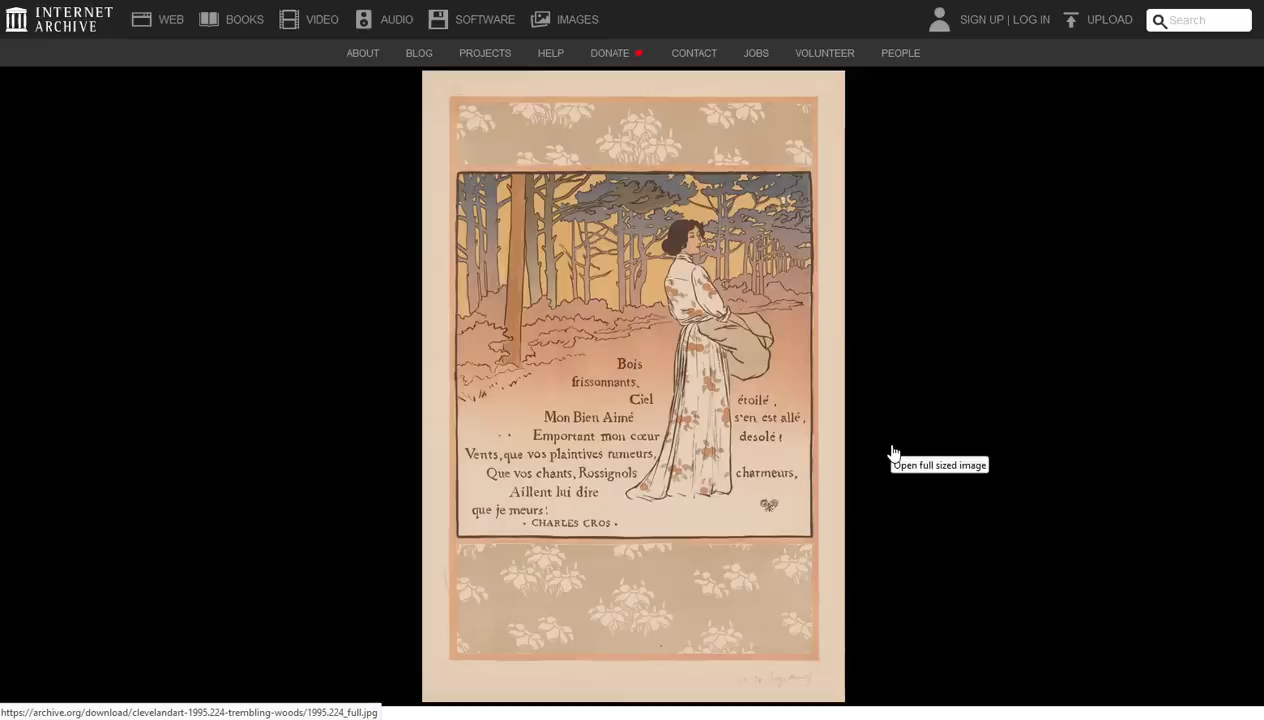 INTERNET ARCHIVE
WEB BOOKS VIDEO AUDIO SOFTWARE IMAGES SIGN UP | LOG IN UPLOAD Search
ABOUT BLOG PROJECTS HELP DONATE CONTACT JOBS VOLUNTEER PEOPLE
Bois
frissonnants,
Ciel étoilé,
Mon Bien Aimé s'en est allé,
Emportant mon cœur desolé!
Vents, que vos plaintives rumeurs,
Que vos chants, Rossignols charmeurs,
Aillent lui dire
que je meurs!
· CHARLES CROS ·
Open full sized image
https://archive.org/download/clevelandart-1995.224-trembling-woods/1995.224_full.jpg